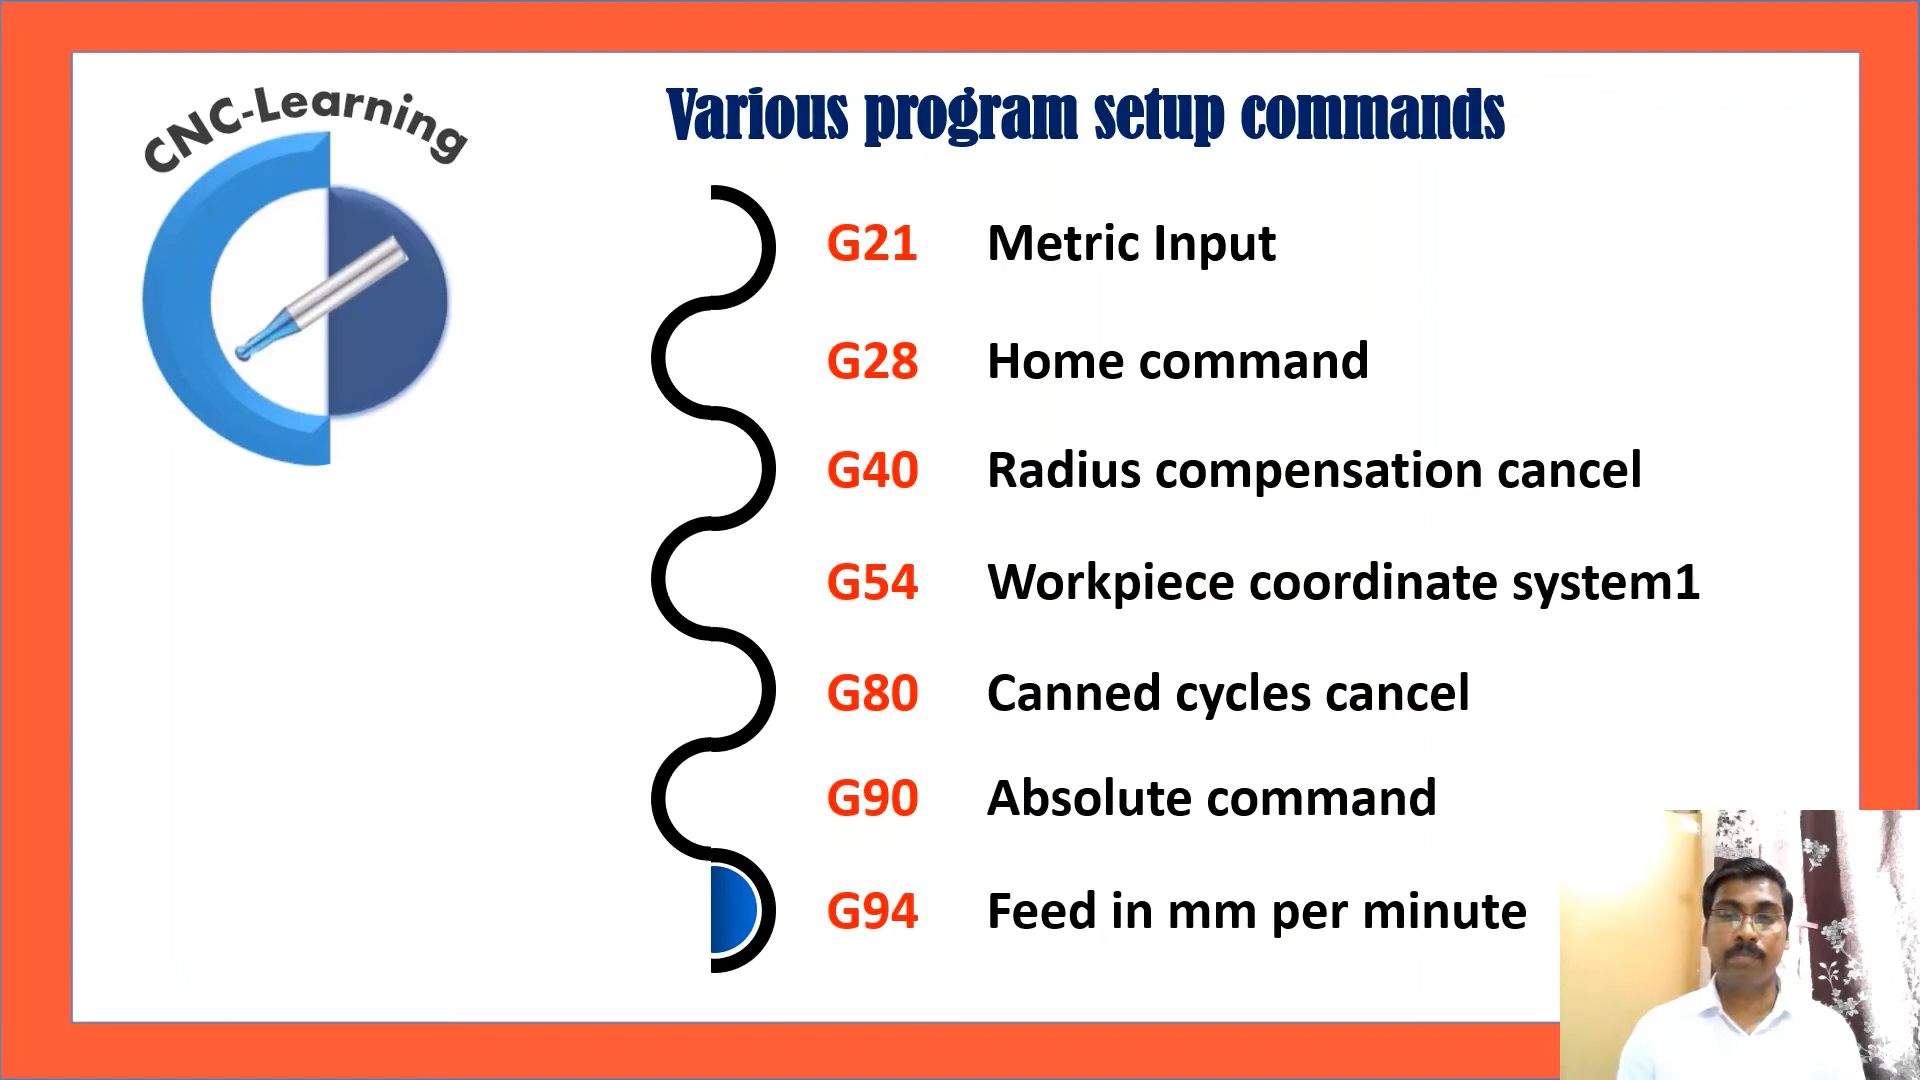 CNC-Learning
Various program setup commands
G21 Metric Input
G28 Home command
G40 Radius compensation cancel
G54 Workpiece coordinate system1
G80 Canned cycles cancel
G90 Absolute command
G94 Feed in mm per minute